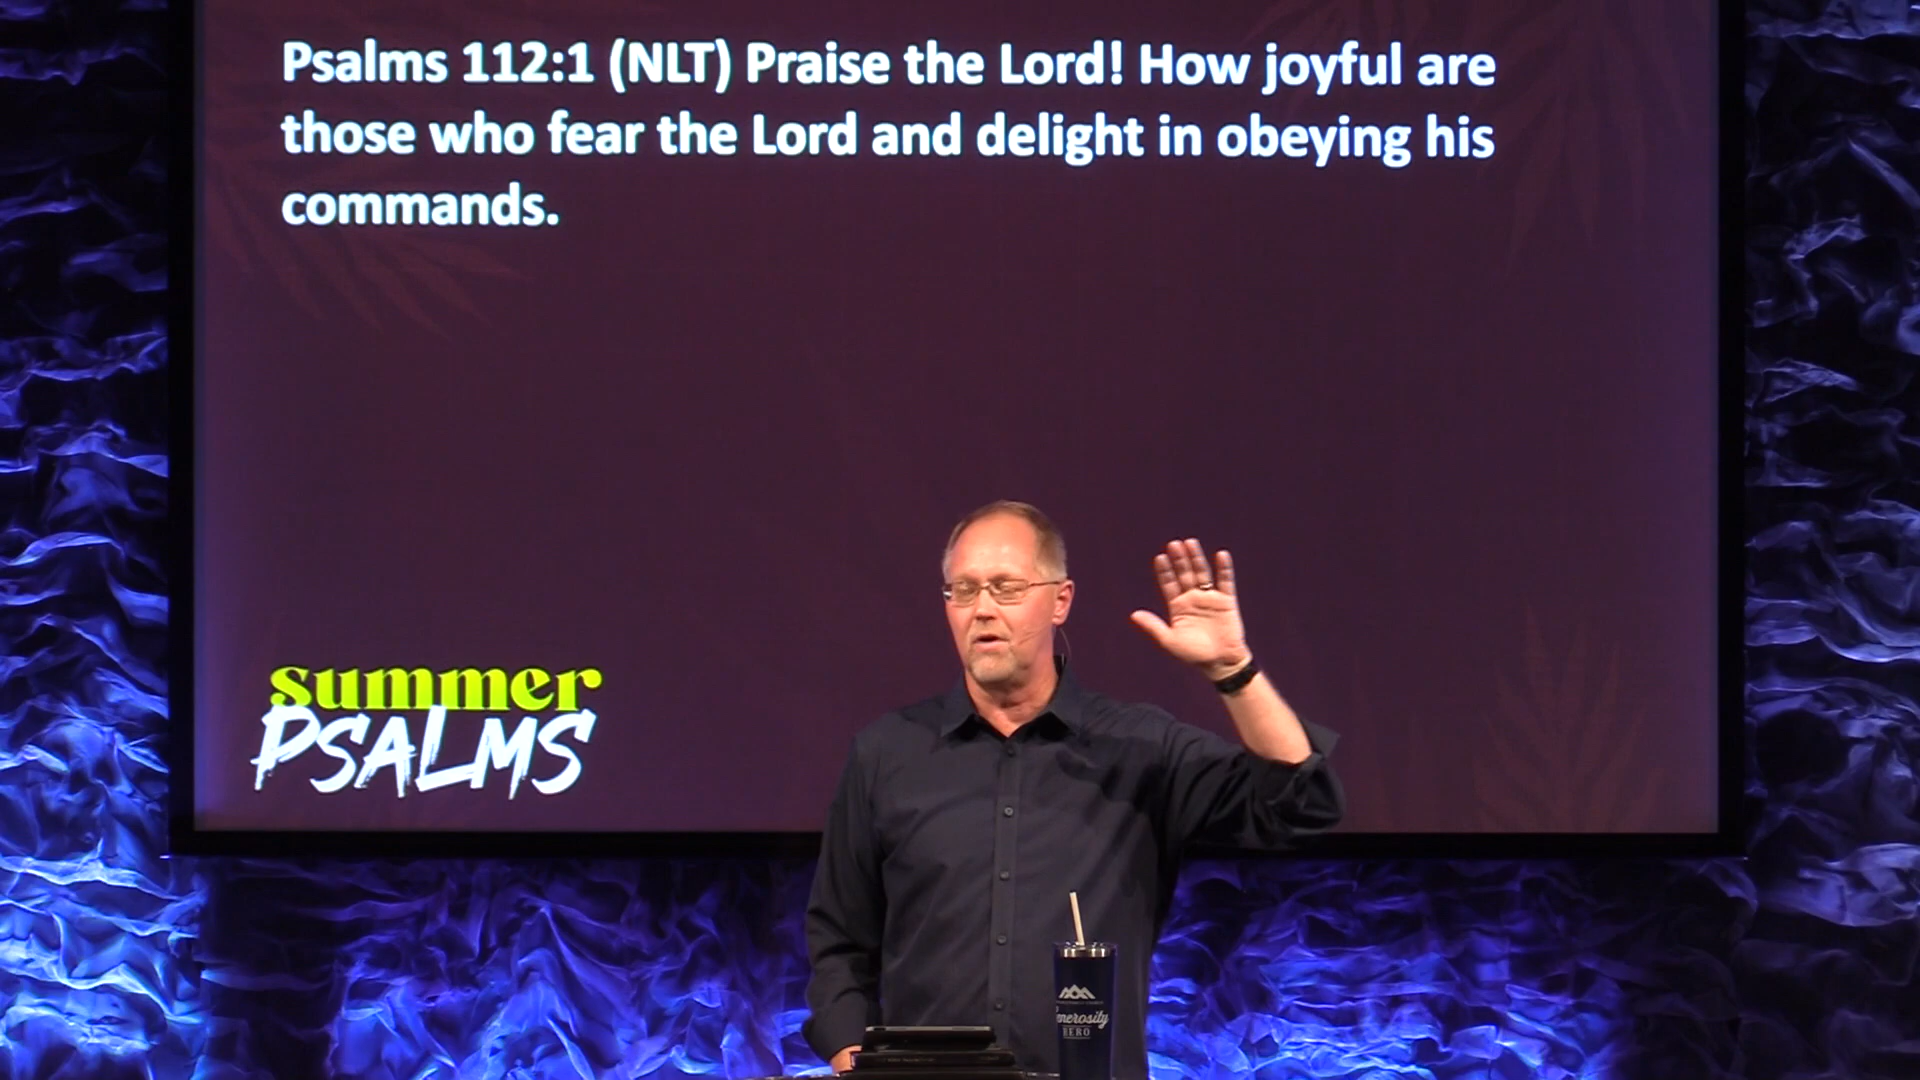 Psalms 112:1 (NLT) Praise the Lord! How joyful are
those who fear the Lord and delight in obeying his
commands.
summer
PSALMS
HERO